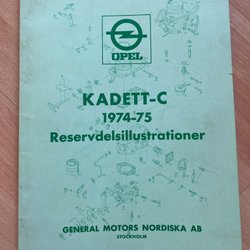 OPEL
KADETT-C
1974-75
Reservdelsillustrationer
GENERAL MOTORS NORDISKA AB
STOCKHOLM